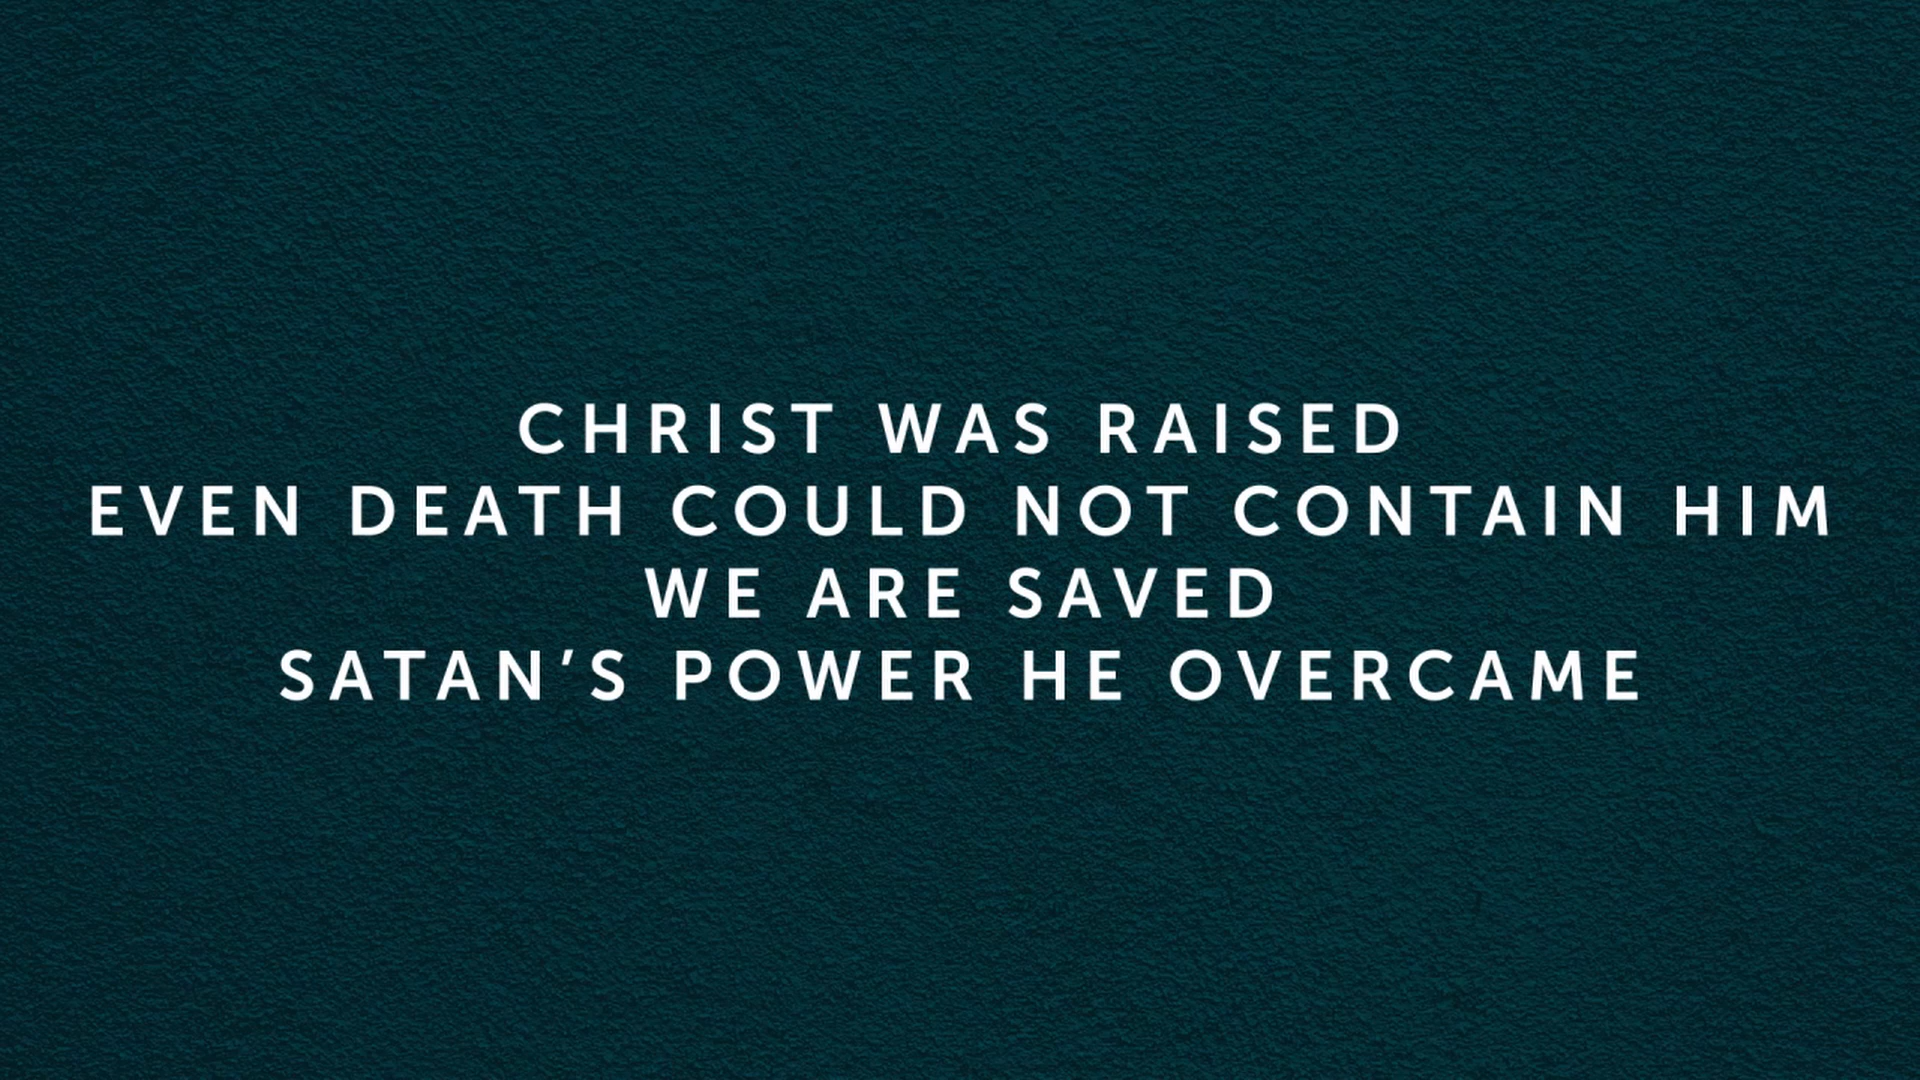 CHRIST WAS RAISED
EVEN DEATH COULD NOT CONTAIN HIM
WE ARE SAVED
SATAN’S POWER HE OVERCAME